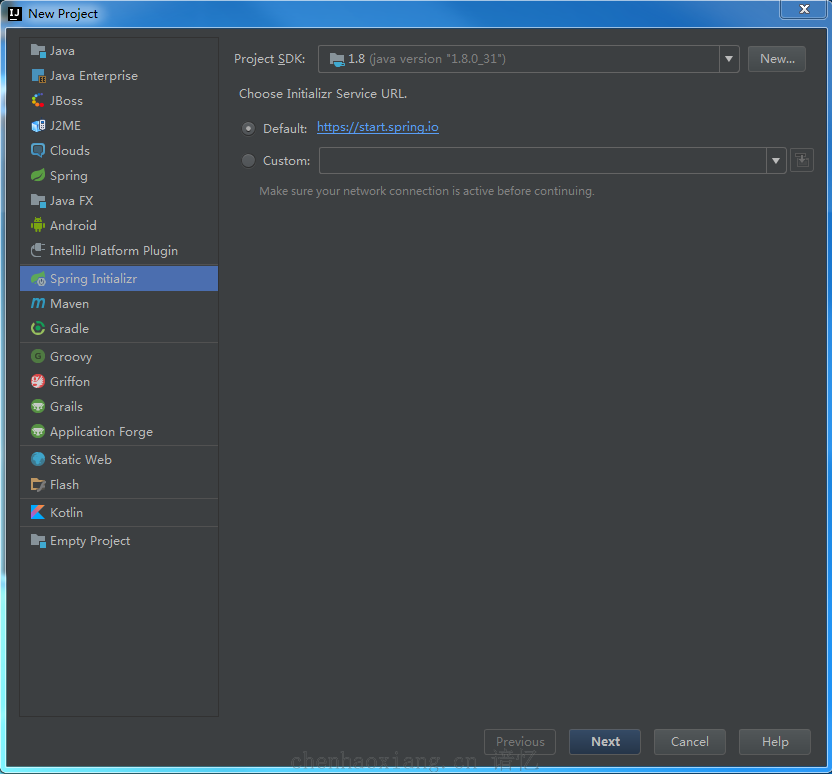 New Project
Java
Java Enterprise
JBoss
J2ME
Clouds
Spring
Java FX
Android
IntelliJ Platform Plugin
Spring Initializr
Maven
Gradle
Groovy
Griffon
Grails
Application Forge
Static Web
Flash
Kotlin
Empty Project
Project SDK: 1.8 (java version "1.8.0_31") New...
Choose Initializr Service URL.
Default: https://start.spring.io
Custom:
Make sure your network connection is active before continuing.
Previous Next Cancel Help
chenhaoxiang.cn 谙忆